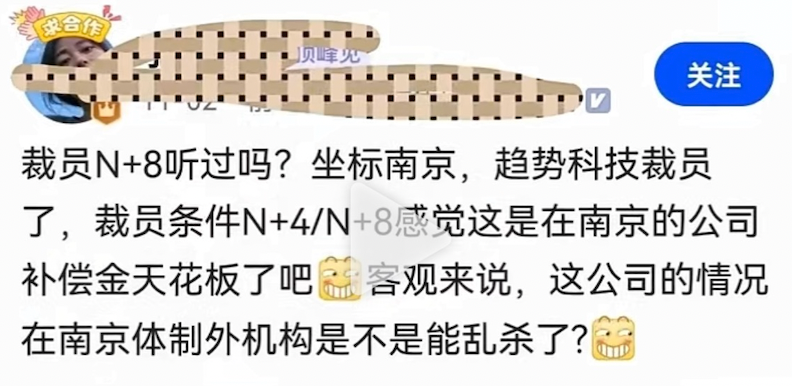 求合作
顶峰见
关注
裁员N+8听过吗？坐标南京，趋势科技裁员
了，裁员条件N+4/N+8感觉这是在南京的公司
补偿金天花板了吧客观来说，这公司的情况
在南京体制外机构是不是能乱杀了?